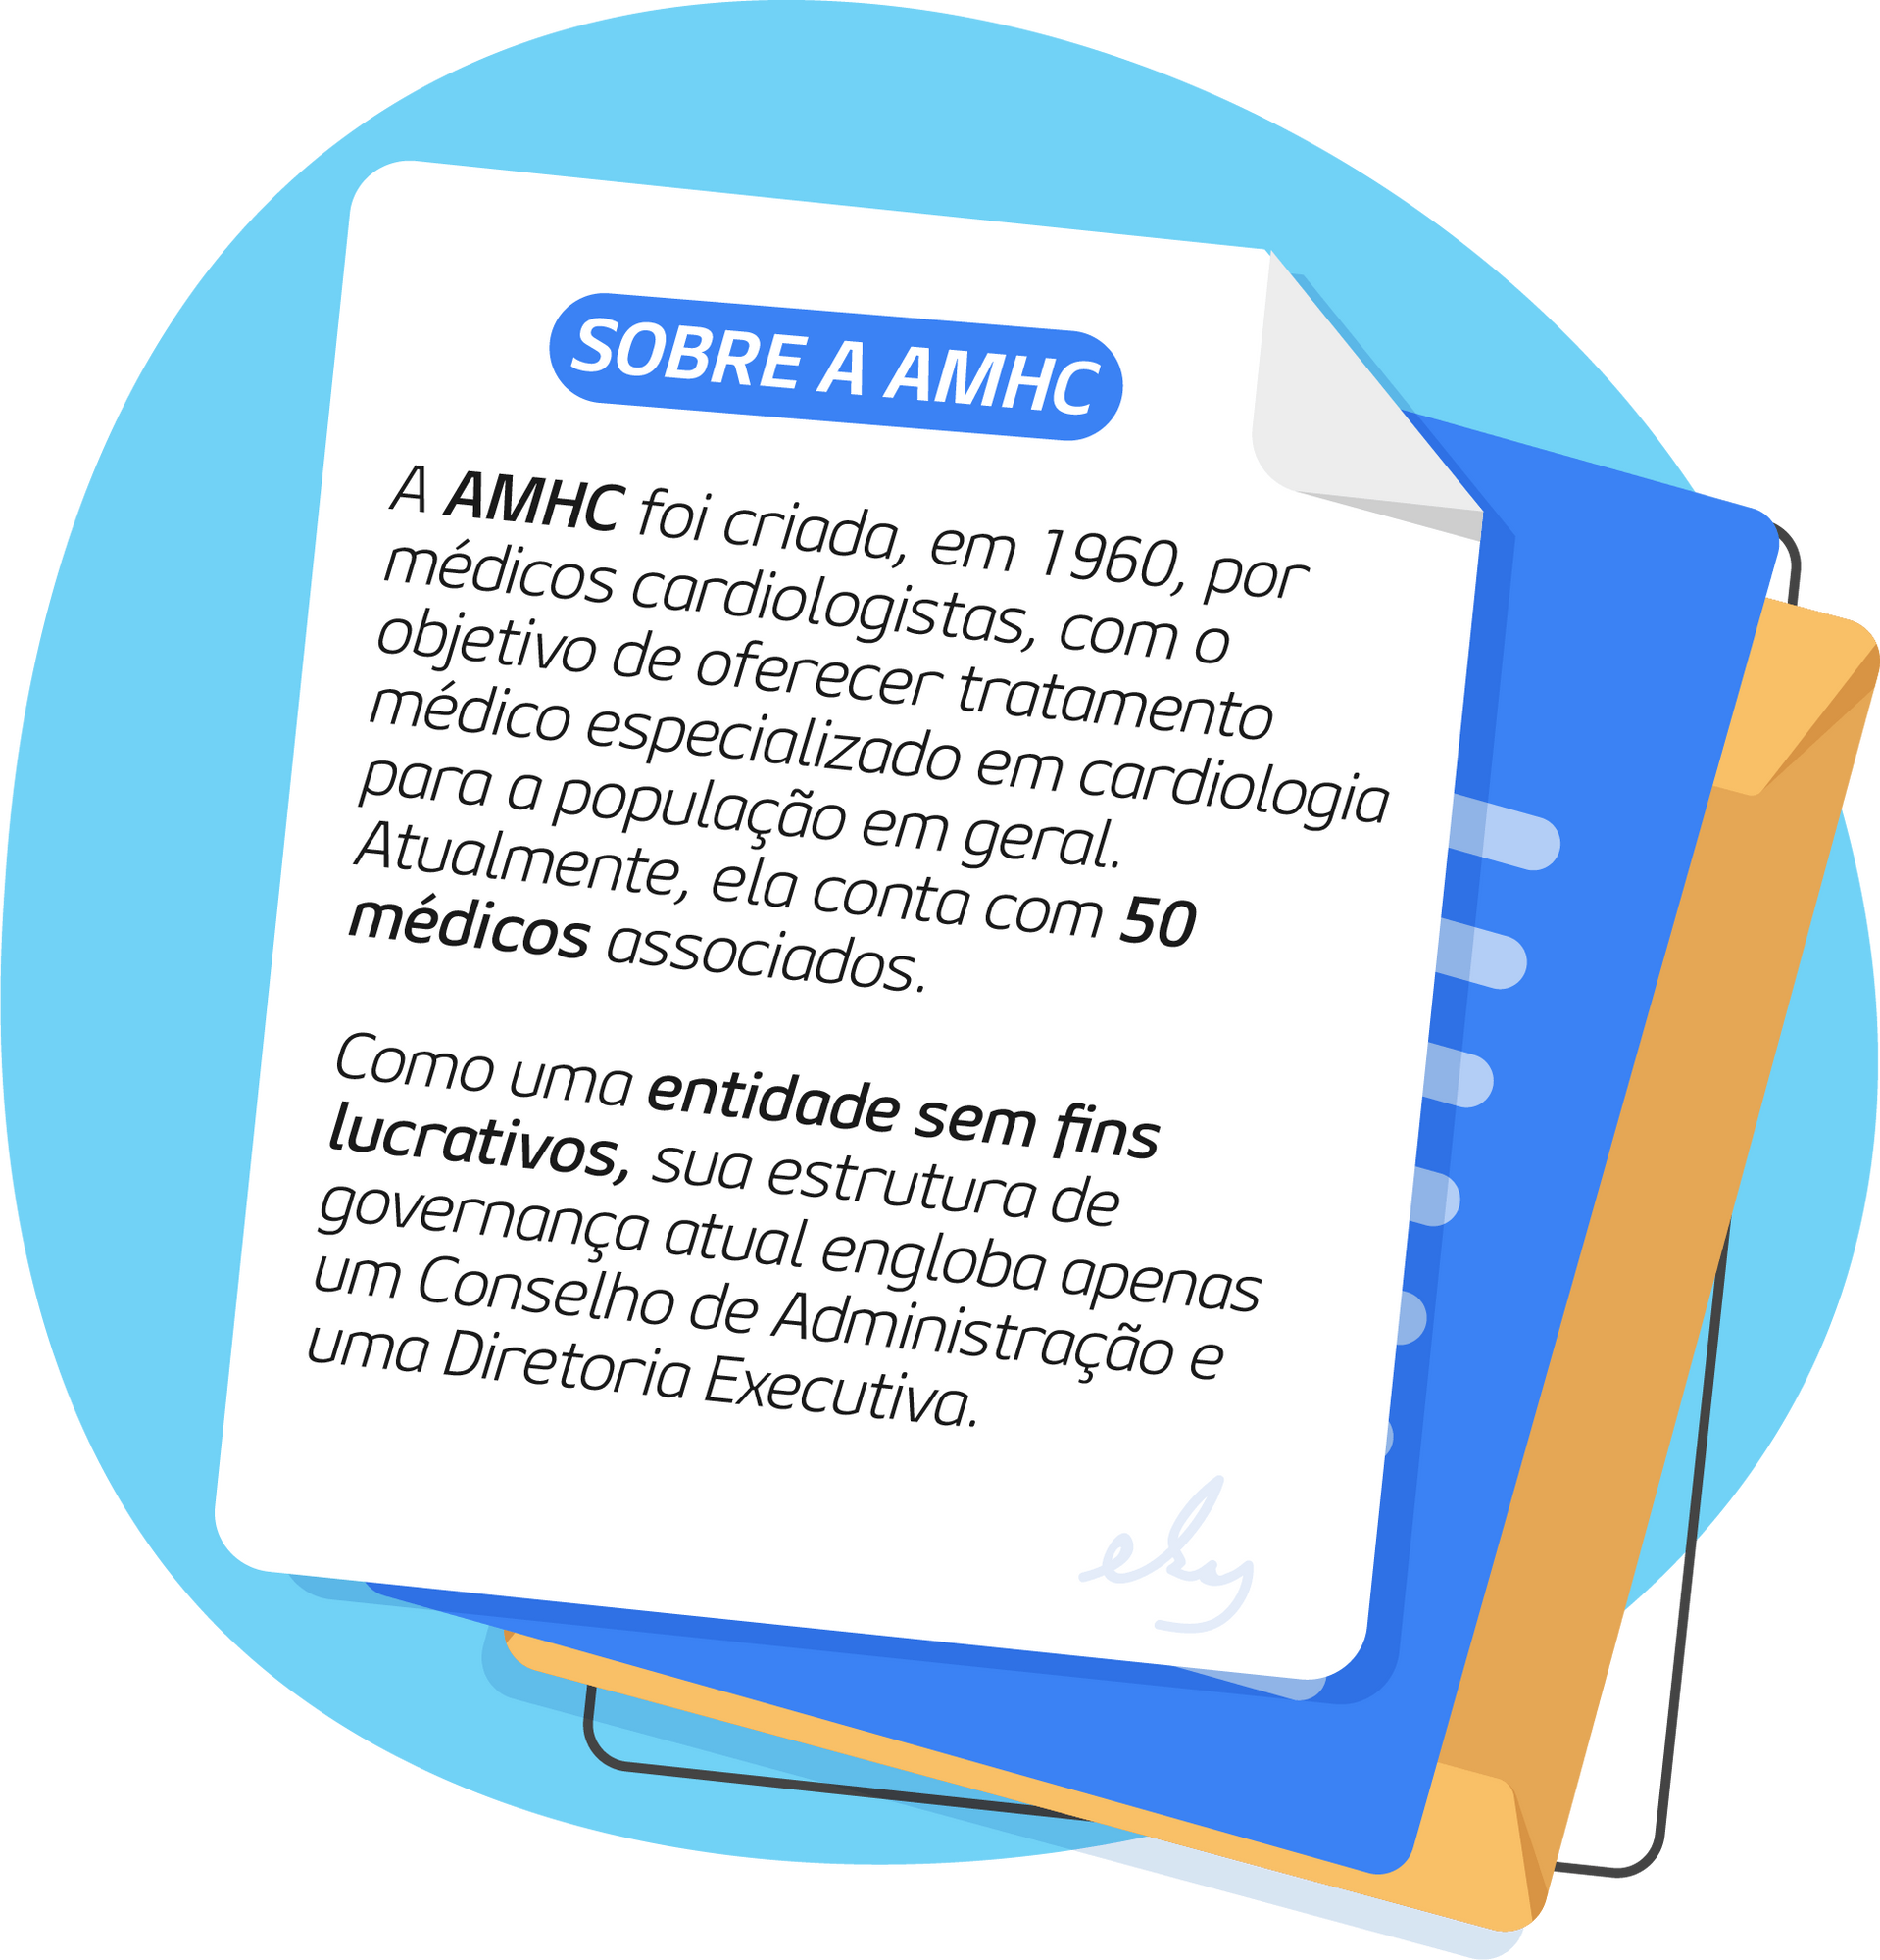 SOBRE A AMHC
A AMHC foi criada, em 1960, por
médicos cardiologistas, com o
objetivo de oferecer tratamento
médico especializado em cardiologia
para a população em geral.
Atualmente, ela conta com 50
médicos associados.
Como uma entidade sem fins
lucrativos, sua estrutura de
governança atual engloba apenas
um Conselho de Administração e
uma Diretoria Executiva.